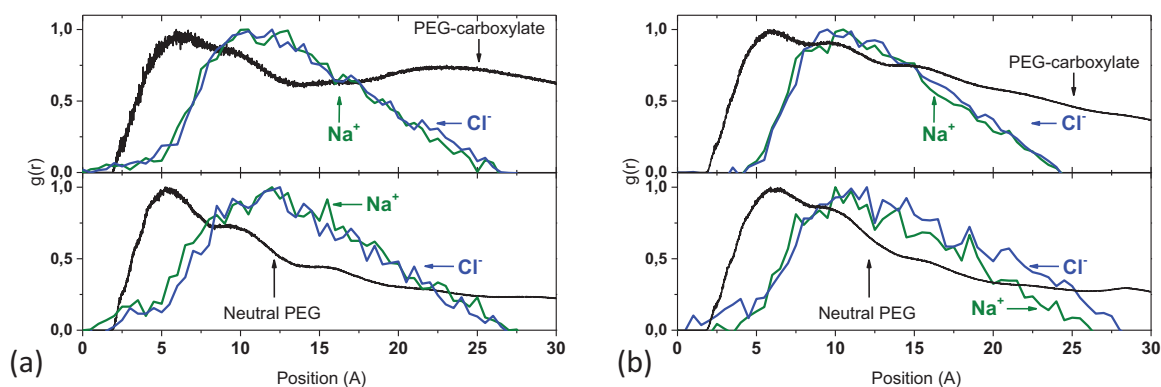 (a)
g(r)
1,0
0,5
0,0
PEG-carboxylate
Na⁺
Cl⁻
1,0
0,5
0,0
Na⁺
Cl⁻
Neutral PEG
0 5 10 15 20 25 30
Position (A)
(b)
g(r)
1,0
0,5
0,0
PEG-carboxylate
Na⁺
Cl⁻
1,0
0,5
0,0
Cl⁻
Na⁺
Neutral PEG
0 5 10 15 20 25 30
Position (A)